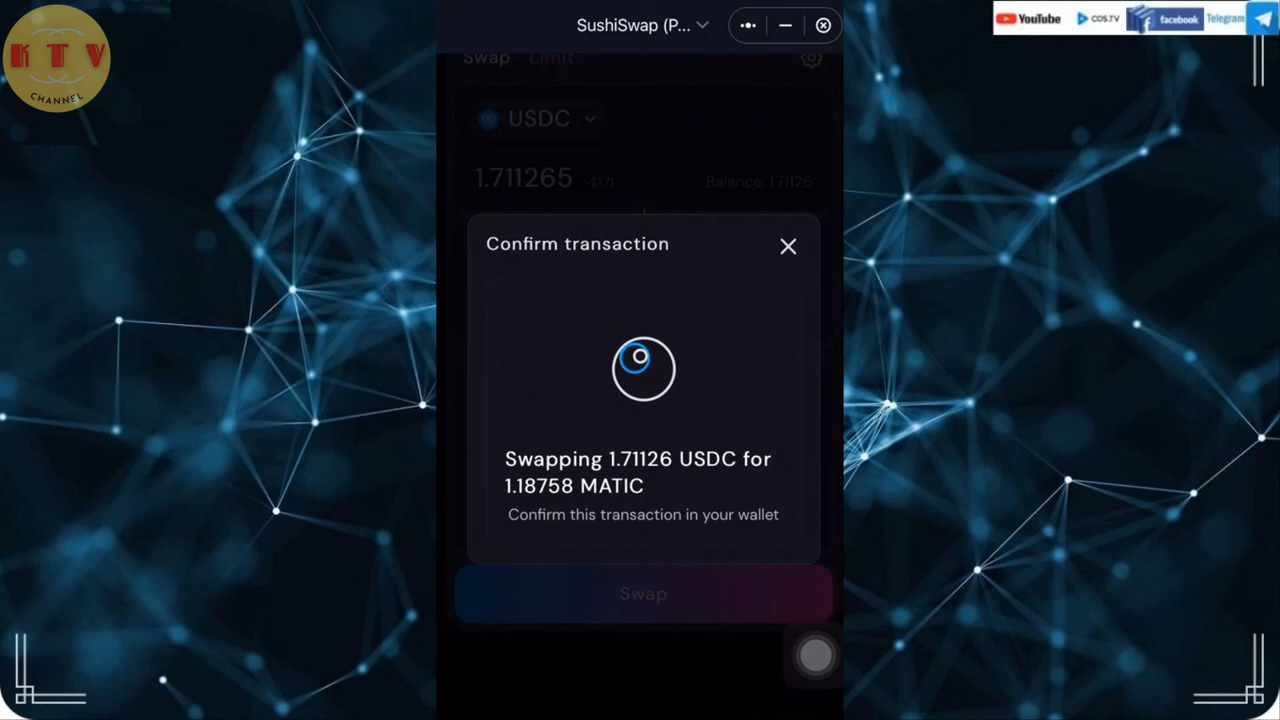 KTV
CHANNEL
YouTube
COS.TV
facebook
Telegram
SushiSwap (P...
Swap Limit
USDC
1.711265 ~$1.71
Balance: 1.71126
Confirm transaction
Swapping 1.71126 USDC for
1.18758 MATIC
Confirm this transaction in your wallet
Swap